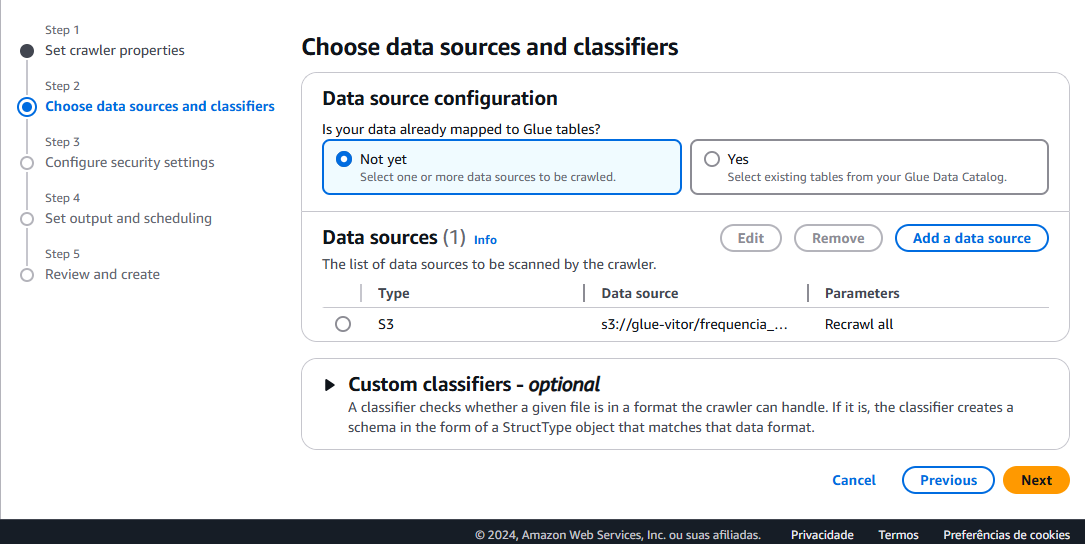 Step 1
Set crawler properties
Step 2
Choose data sources and classifiers
Step 3
Configure security settings
Step 4
Set output and scheduling
Step 5
Review and create
Choose data sources and classifiers
Data source configuration
Is your data already mapped to Glue tables?
Not yet
Select one or more data sources to be crawled.
Yes
Select existing tables from your Glue Data Catalog.
Data sources (1) Info
Edit
Remove
Add a data source
The list of data sources to be scanned by the crawler.
Type Data source Parameters
S3 s3://glue-vitor/frequencia_... Recrawl all
Custom classifiers - optional
A classifier checks whether a given file is in a format the crawler can handle. If it is, the classifier creates a
schema in the form of a StructType object that matches that data format.
Cancel Previous Next
© 2024, Amazon Web Services, Inc. ou suas afiliadas. Privacidade Termos Preferências de cookies